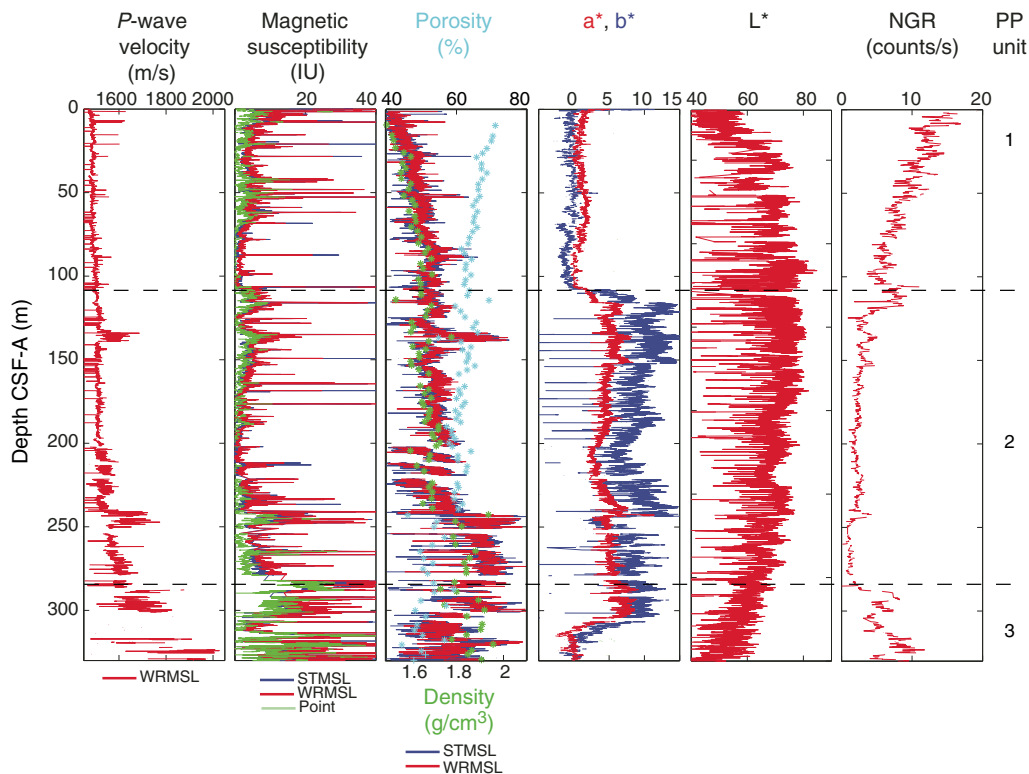 P-wave
velocity
(m/s)
Magnetic
susceptibility
(IU)
Porosity
(%)
a*, b*
L*
NGR
(counts/s)
PP
unit
1600 1800 2000
0 20 40
40 60 80
0 5 10 15
40 60 80
0 10 20
Depth CSF-A (m)
0
50
100
150
200
250
300
1
2
3
WRMSL
STMSL
WRMSL
Point
1.6 1.8 2
Density
(g/cm3)
STMSL
WRMSL